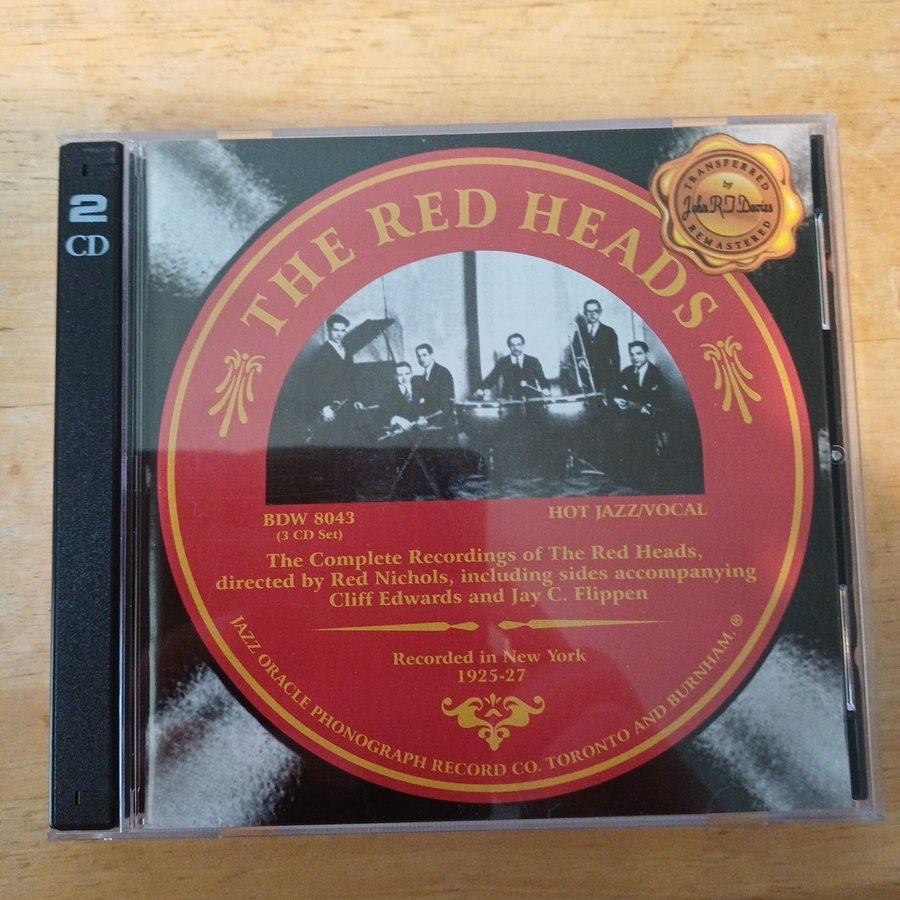 2
CD
THE RED HEADS
TRANSFERRED
by
John R.T. Davies
REMASTERED
BDW 8043
(3 CD Set)
HOT JAZZ/VOCAL
The Complete Recordings of The Red Heads,
directed by Red Nichols, including sides accompanying
Cliff Edwards and Jay C. Flippen
Recorded in New York
1925-27
JAZZ ORACLE PHONOGRAPH RECORD CO. TORONTO AND BURNHAM.®